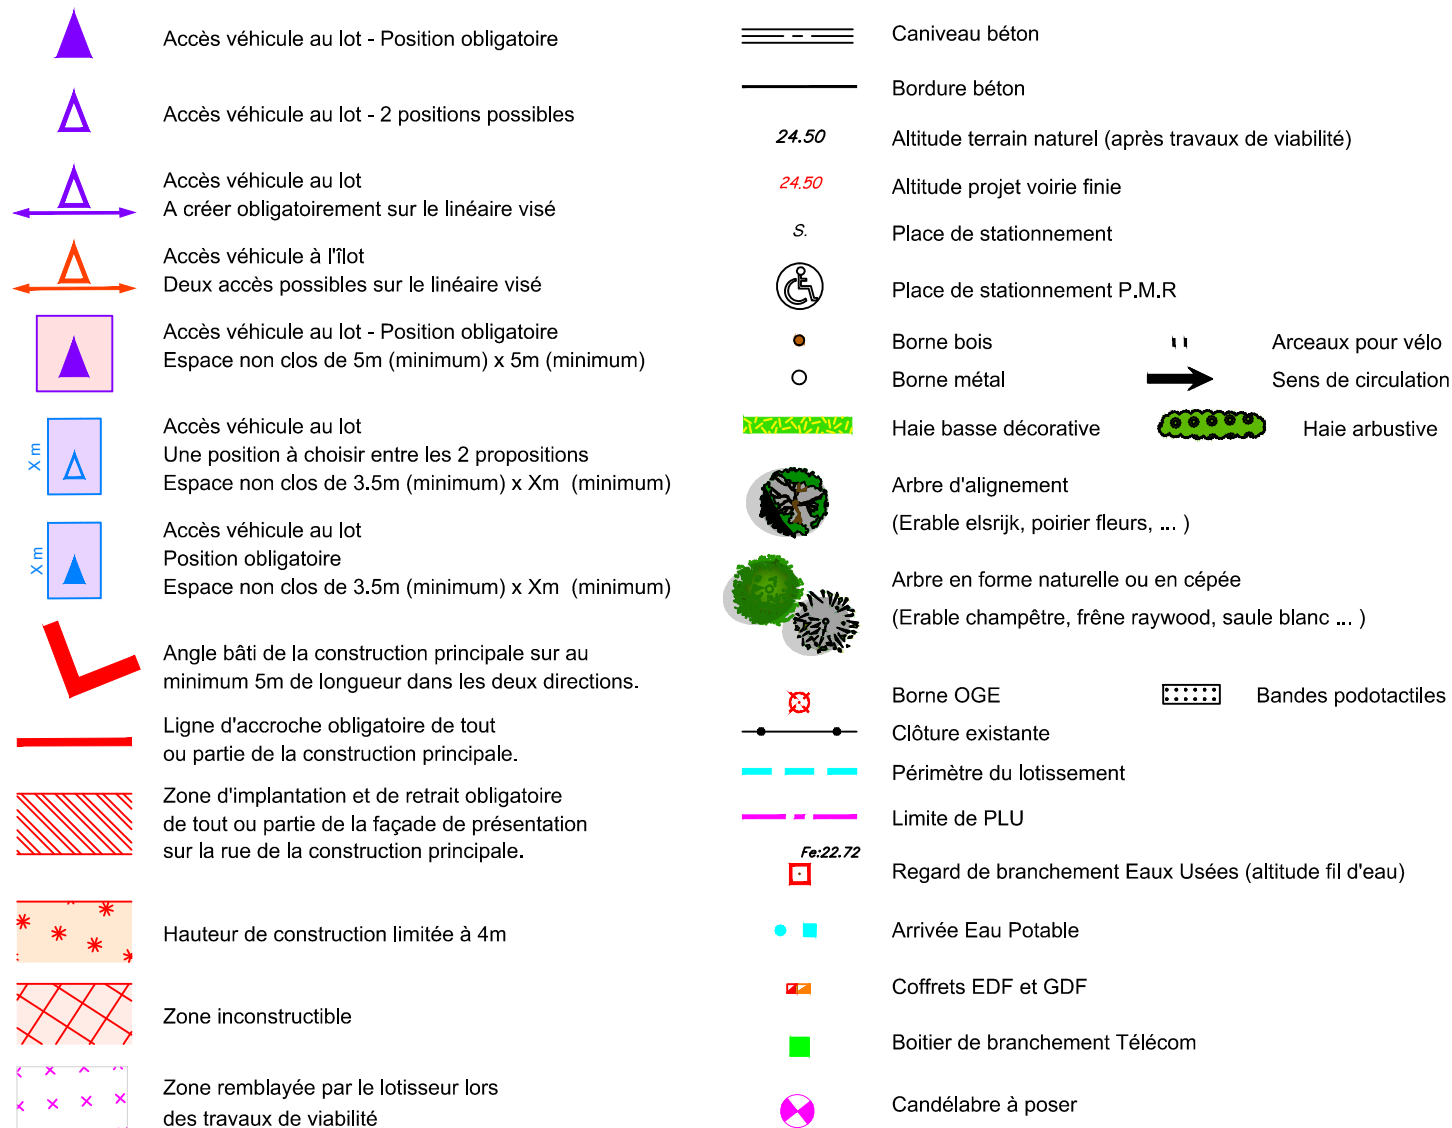 Accès véhicule au lot - Position obligatoire
Accès véhicule au lot - 2 positions possibles
Accès véhicule au lot
A créer obligatoirement sur le linéaire visé
Accès véhicule à l'îlot
Deux accès possibles sur le linéaire visé
Accès véhicule au lot - Position obligatoire
Espace non clos de 5m (minimum) x 5m (minimum)
X m
Accès véhicule au lot
Une position à choisir entre les 2 propositions
Espace non clos de 3.5m (minimum) x Xm (minimum)
X m
Accès véhicule au lot
Position obligatoire
Espace non clos de 3.5m (minimum) x Xm (minimum)
Angle bâti de la construction principale sur au
minimum 5m de longueur dans les deux directions.
Ligne d'accroche obligatoire de tout
ou partie de la construction principale.
Zone d'implantation et de retrait obligatoire
de tout ou partie de la façade de présentation
sur la rue de la construction principale.
Hauteur de construction limitée à 4m
Zone inconstructible
Zone remblayée par le lotisseur lors
des travaux de viabilité
Caniveau béton
Bordure béton
24.50 Altitude terrain naturel (après travaux de viabilité)
24.50 Altitude projet voirie finie
S. Place de stationnement
Place de stationnement P.M.R
Borne bois Arceaux pour vélo
Borne métal Sens de circulation
Haie basse décorative Haie arbustive
Arbre d'alignement
(Erable elsrijk, poirier fleurs, ... )
Arbre en forme naturelle ou en cépée
(Erable champêtre, frêne raywood, saule blanc ... )
Borne OGE Bandes podotactiles
Clôture existante
Périmètre du lotissement
Limite de PLU
Fe:22.72
Regard de branchement Eaux Usées (altitude fil d'eau)
Arrivée Eau Potable
Coffrets EDF et GDF
Boitier de branchement Télécom
Candélabre à poser